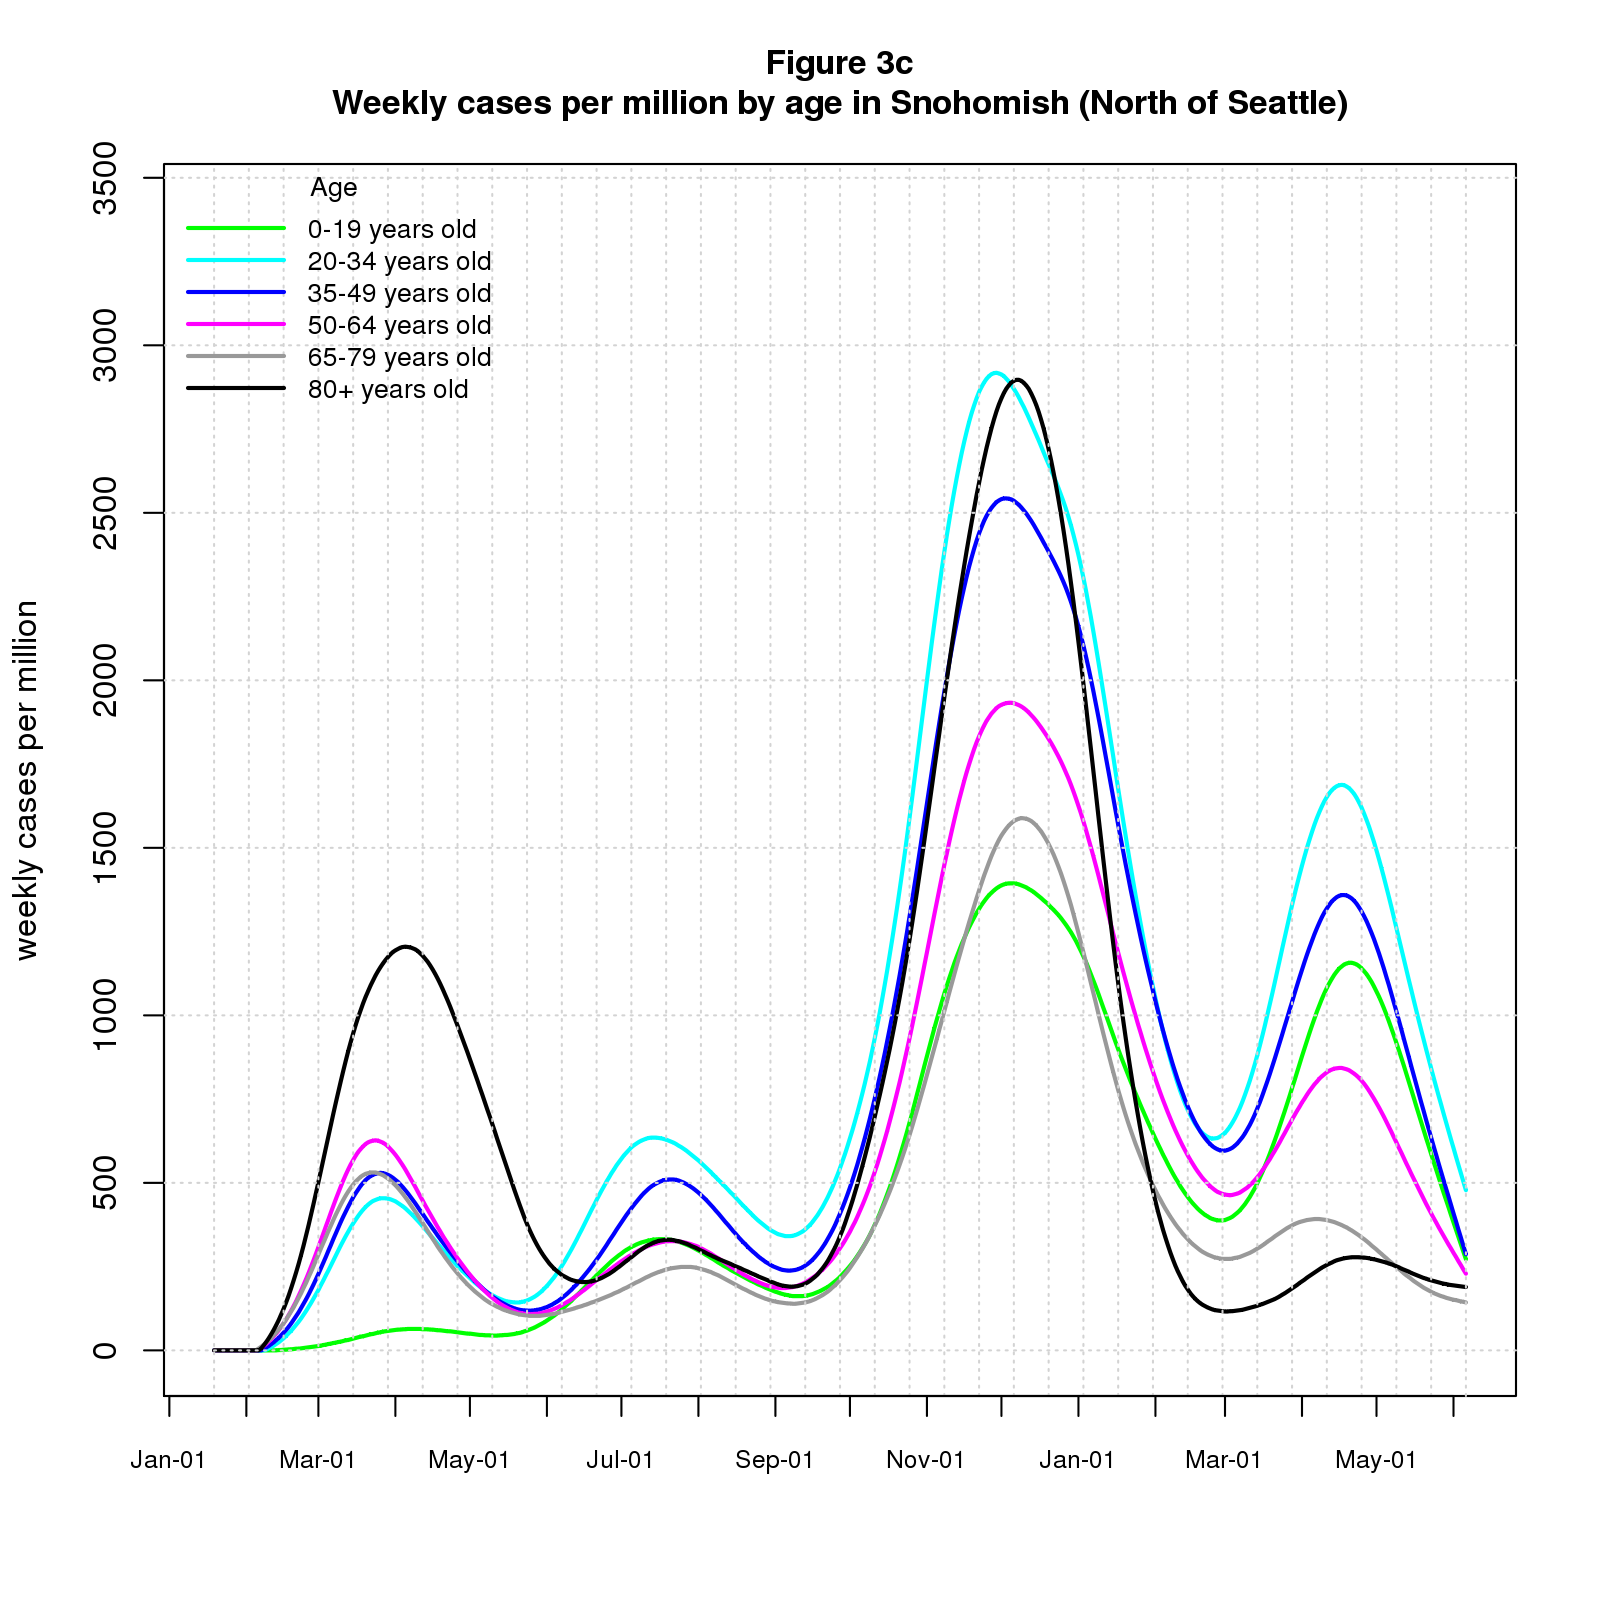 Figure 3c
Weekly cases per million by age in Snohomish (North of Seattle)
Age
0-19 years old
20-34 years old
35-49 years old
50-64 years old
65-79 years old
80+ years old
weekly cases per million
3500
3000
2500
2000
1500
1000
500
0
Jan-01 Mar-01 May-01 Jul-01 Sep-01 Nov-01 Jan-01 Mar-01 May-01